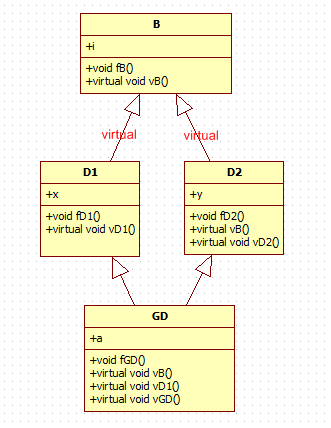 B
+i
+void fB()
+virtual void vB()
virtual
virtual
D1
+x
+void fD1()
+virtual void vD1()
D2
+y
+void fD2()
+virtual vB()
+virtual void vD2()
GD
+a
+void fGD()
+virtual void vB()
+virtual void vD1()
+virtual void vGD()